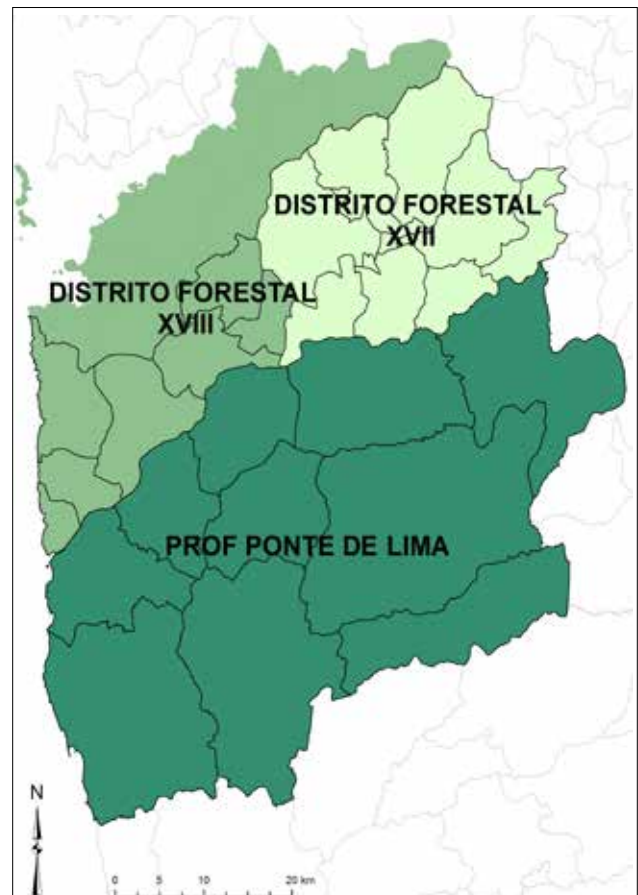 DISTRITO FORESTAL
XVII
DISTRITO FORESTAL
XVIII
PROF PONTE DE LIMA
N
0 5 10 20 km